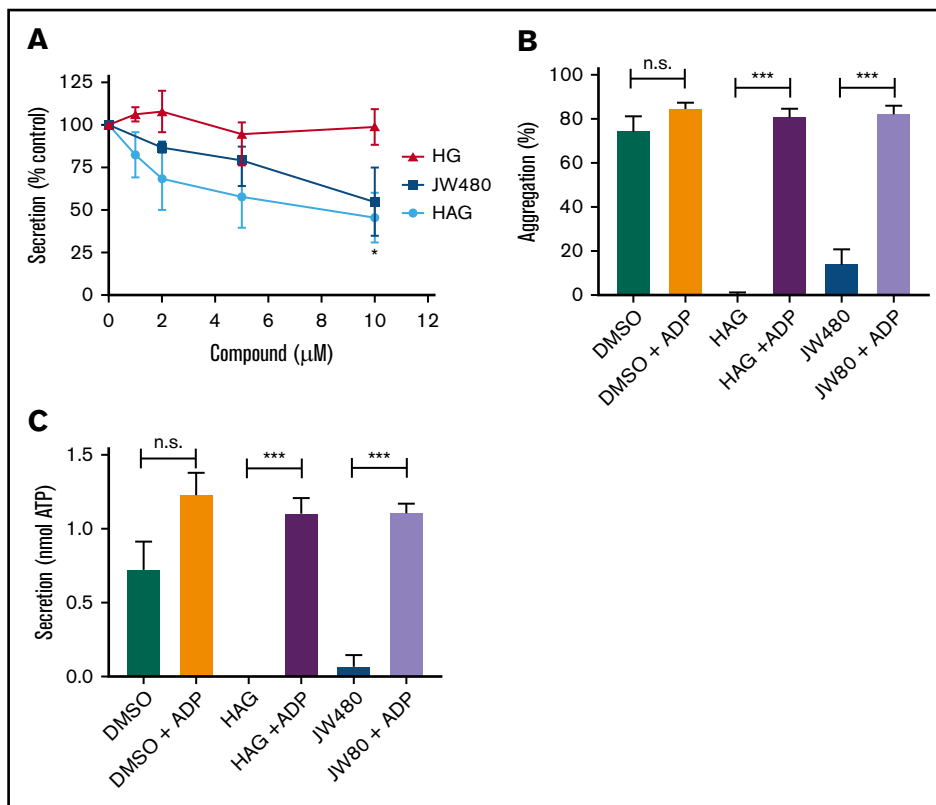 A
Secretion (% control)
125
100
75
50
25
0
0 2 4 6 8 10 12
Compound (μM)
HG
JW480
HAG
*
B
Aggregation (%)
100
80
60
40
20
0
n.s. *** ***
DMSO
DMSO + ADP
HAG
HAG +ADP
JW480
JW80 + ADP
C
Secretion (nmol ATP)
1.5
1.0
0.5
0.0
n.s. *** ***
DMSO
DMSO + ADP
HAG
HAG +ADP
JW480
JW80 + ADP